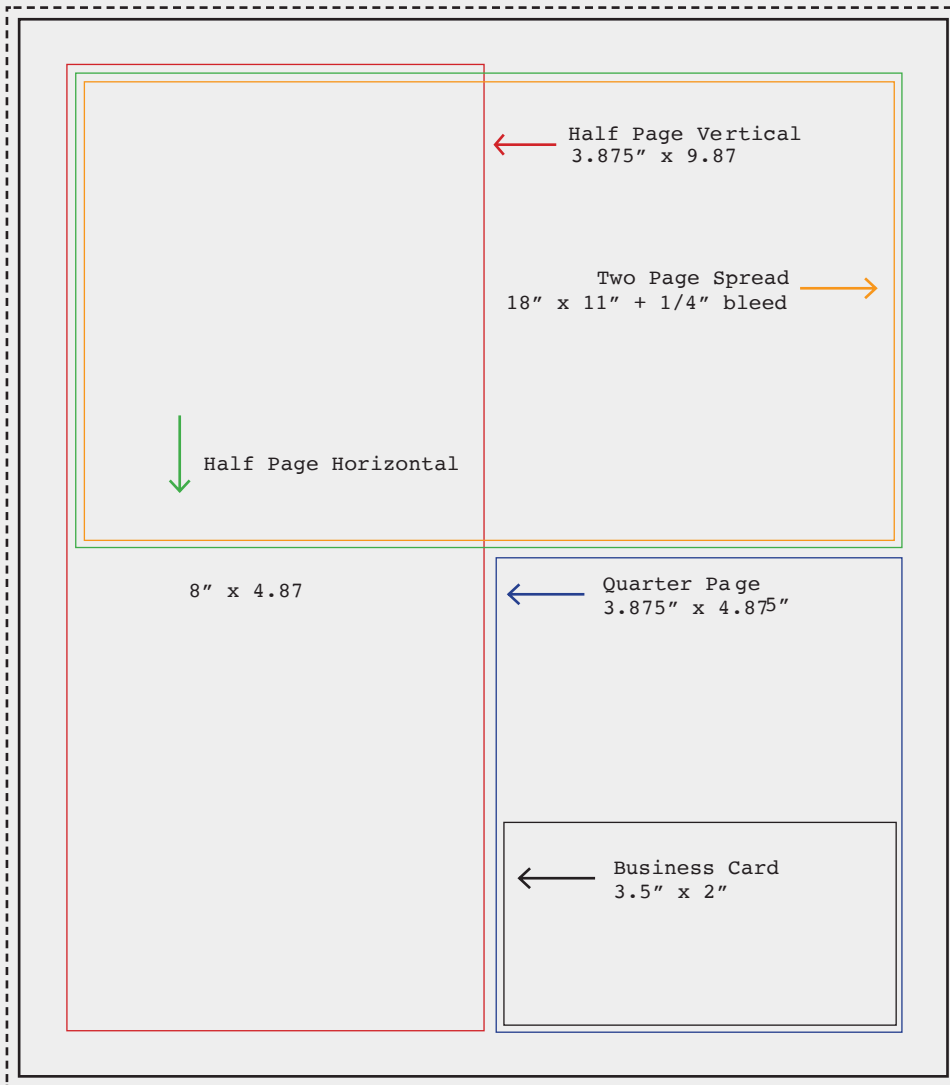 Half Page Vertical
3.875″ x 9.87
Two Page Spread
18″ x 11″ + 1/4″ bleed
Half Page Horizontal
8″ x 4.87
Quarter Page
3.875″ x 4.875″
Business Card
3.5″ x 2″